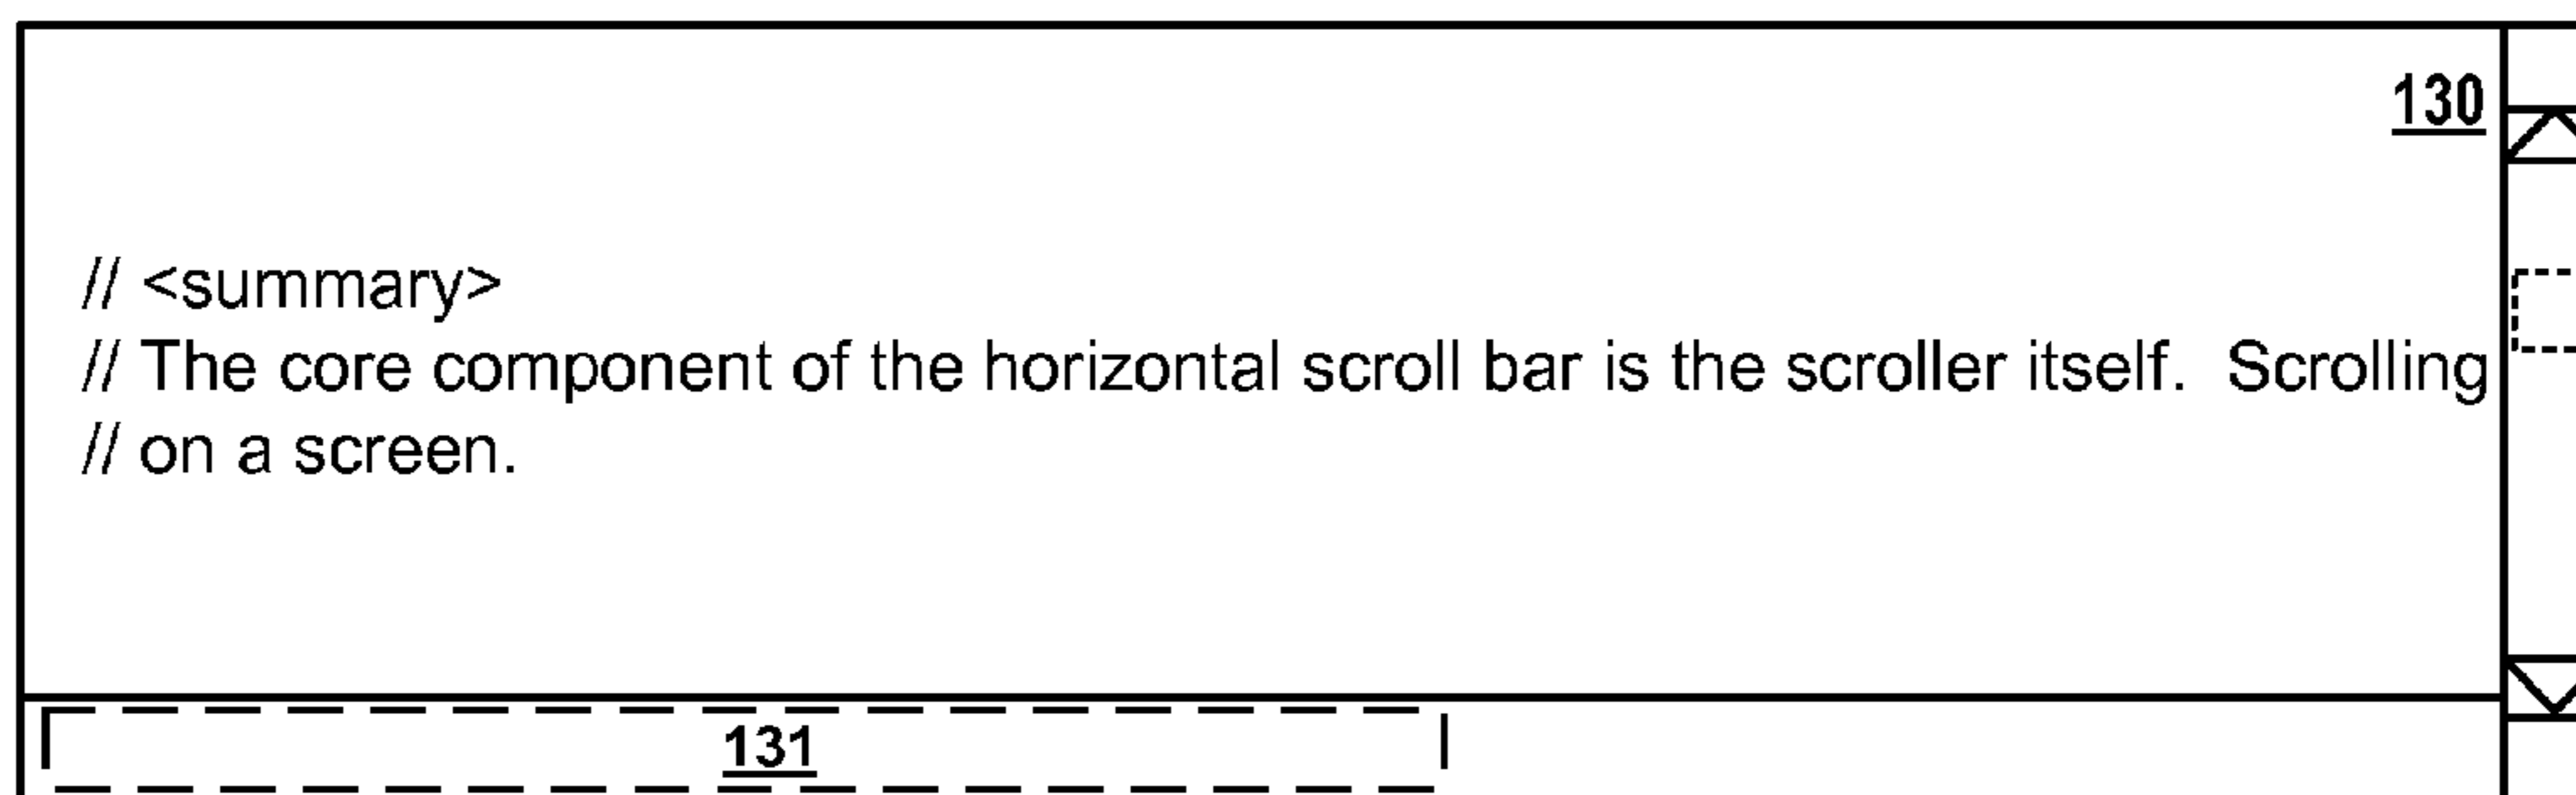 130
// <summary>
// The core component of the horizontal scroll bar is the scroller itself.  Scrolling
// on a screen.
131